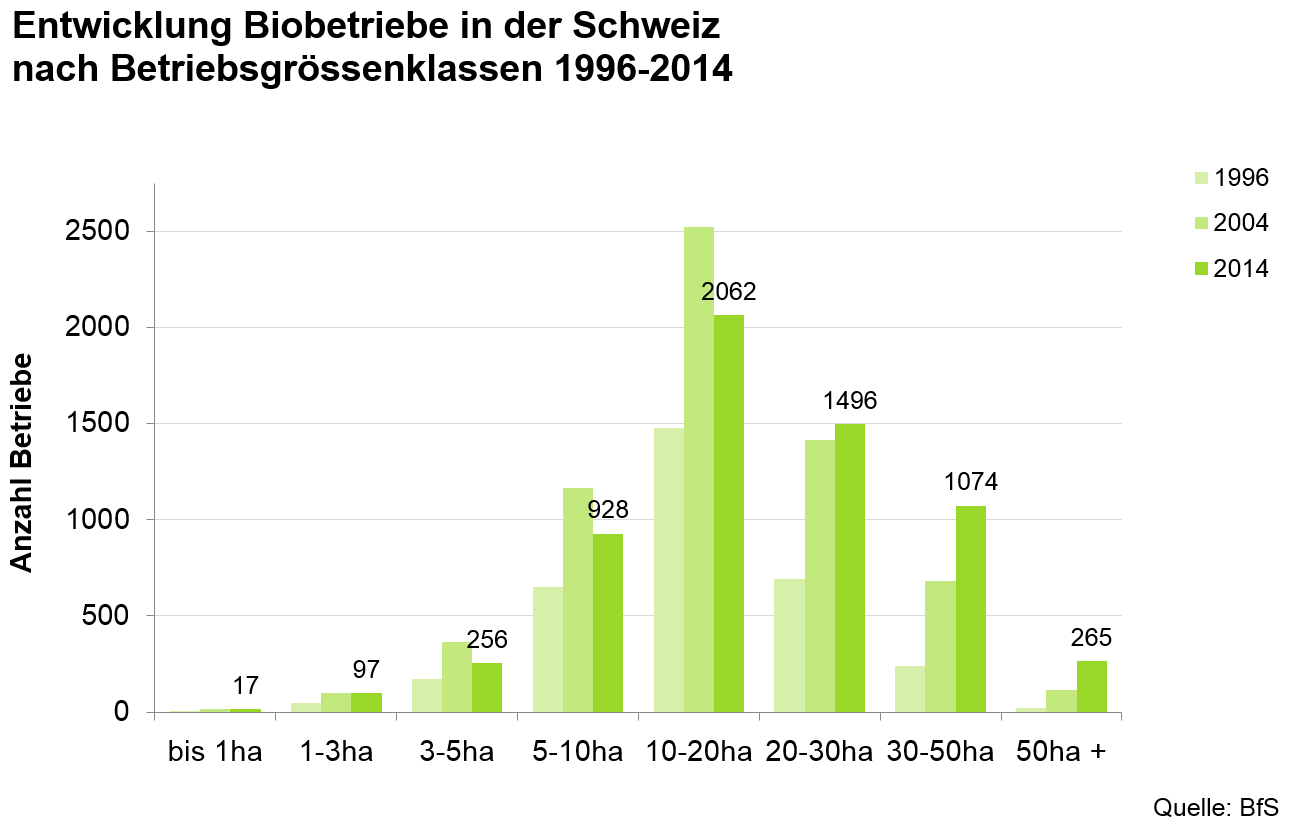 Entwicklung Biobetriebe in der Schweiz
nach Betriebsgrössenklassen 1996-2014
1996
2004
2014
Anzahl Betriebe
2500
2000
1500
1000
500
0
17
97
256
928
2062
1496
1074
265
bis 1ha
1-3ha
3-5ha
5-10ha
10-20ha
20-30ha
30-50ha
50ha +
Quelle: BfS